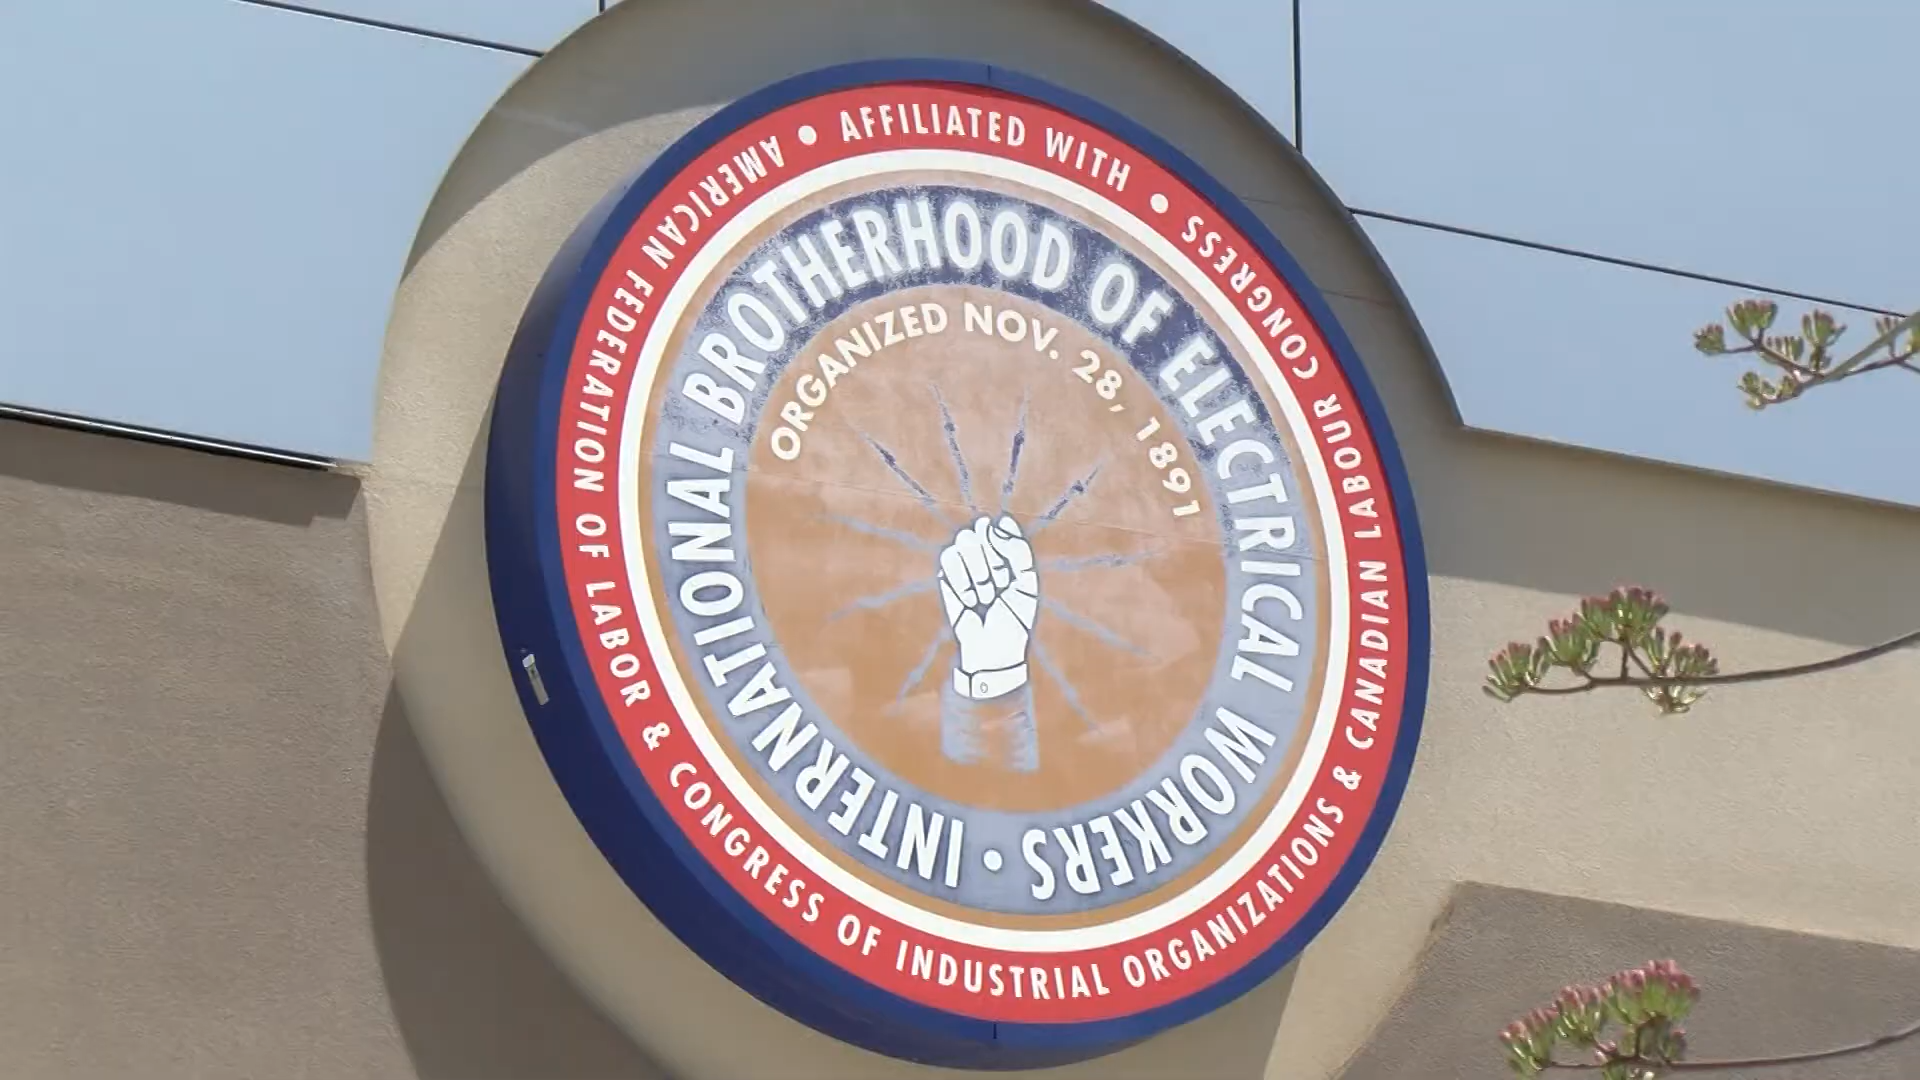 • AFFILIATED WITH •
AMERICAN FEDERATION OF LABOR & CONGRESS OF INDUSTRIAL ORGANIZATIONS & CANADIAN LABOUR CONGRESS
INTERNATIONAL BROTHERHOOD OF ELECTRICAL WORKERS •
ORGANIZED NOV. 28, 1891